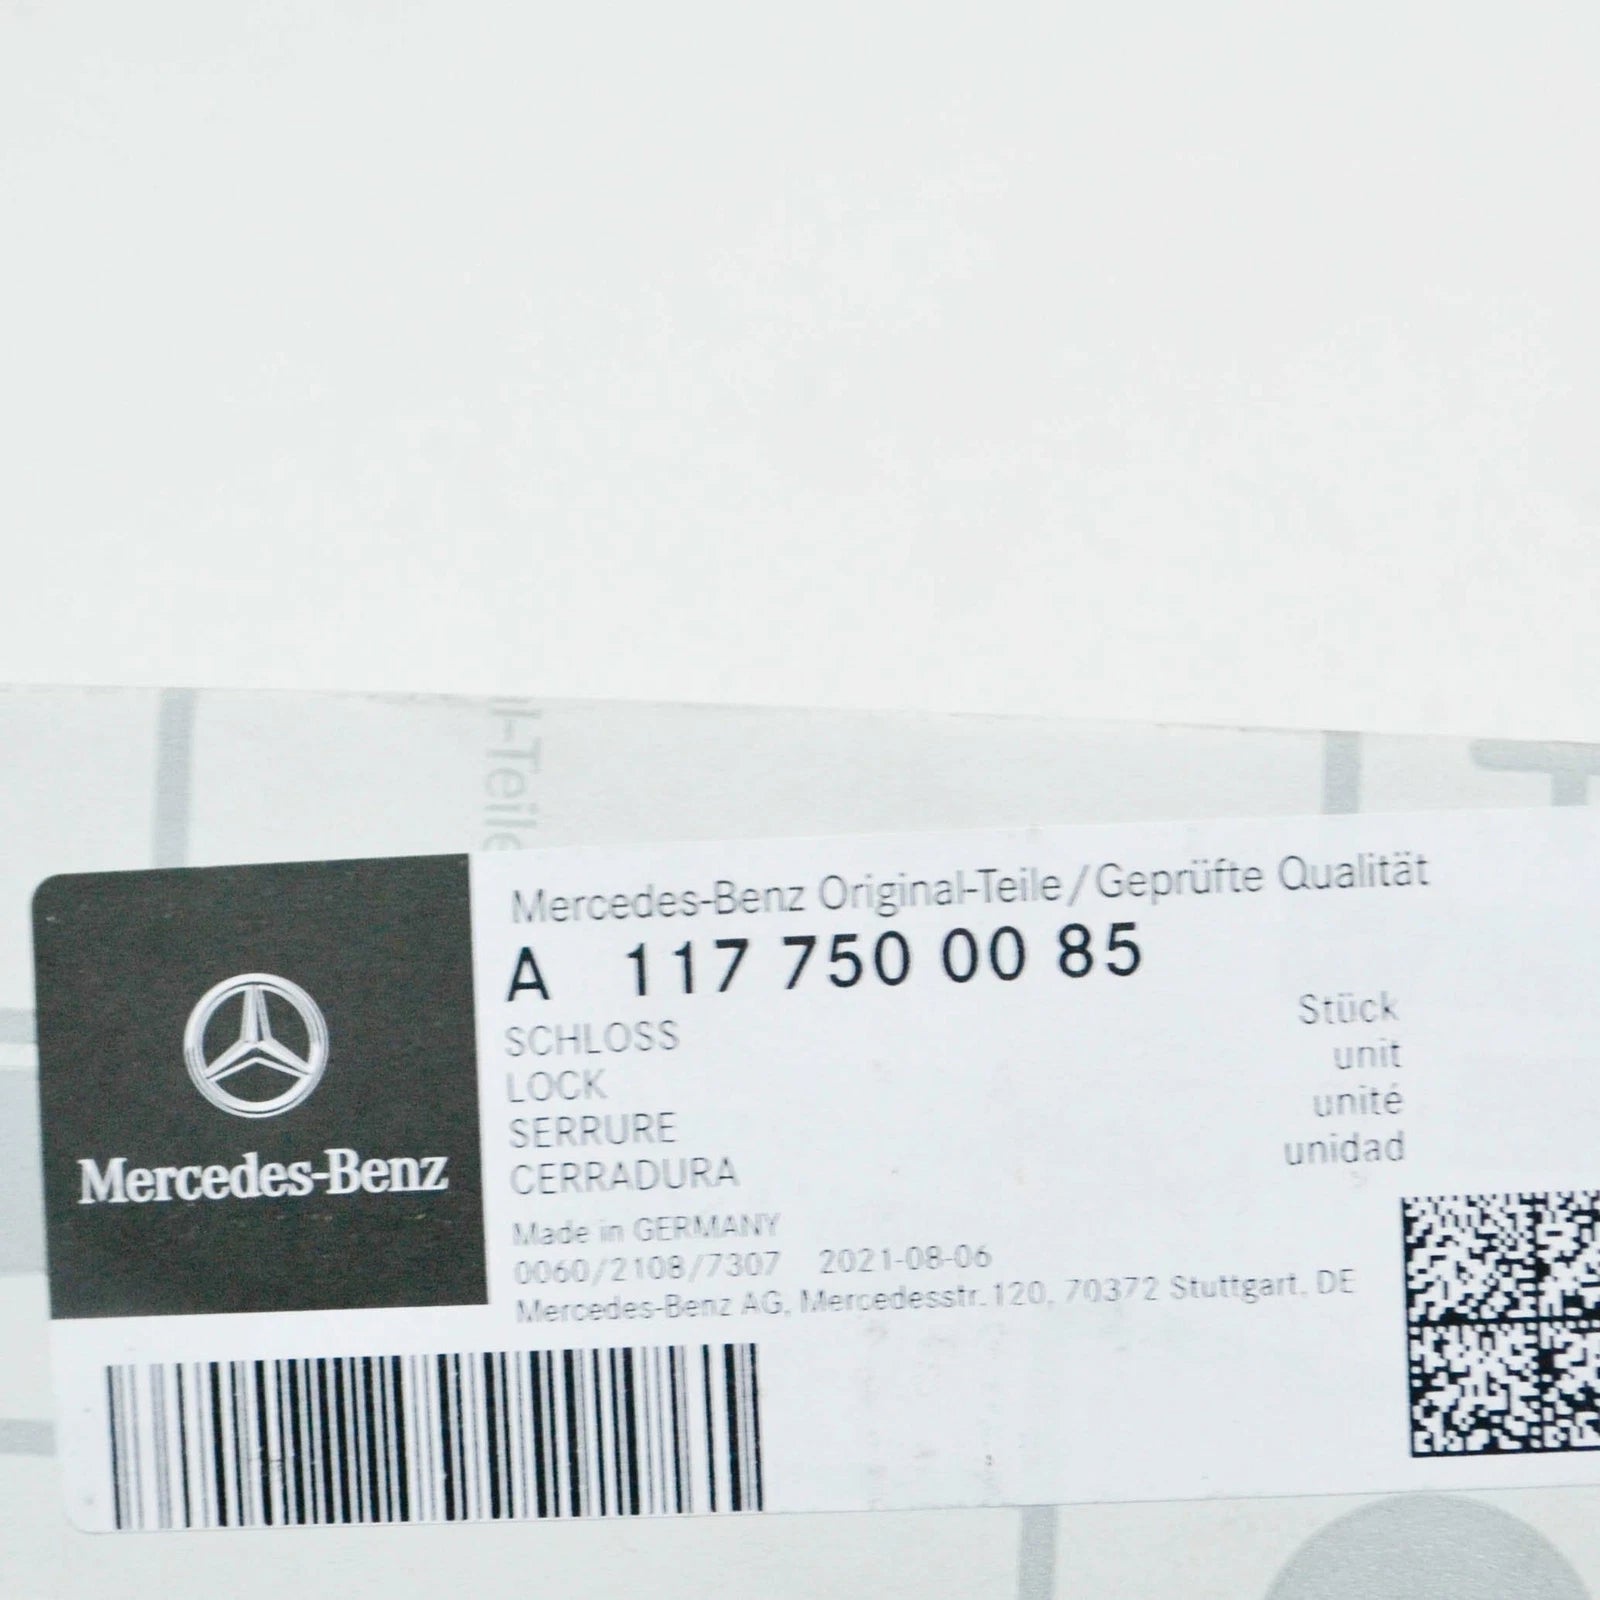 l-Teile
Mercedes-Benz Original-Teile/Geprüfte Qualität
A 117 750 00 85
SCHLOSS
LOCK
SERRURE
CERRADURA
Stück
unit
unité
unidad
Mercedes-Benz
Made in GERMANY
0060/2108/7307 2021-08-06
Mercedes-Benz AG, Mercedesstr.120, 70372 Stuttgart, DE